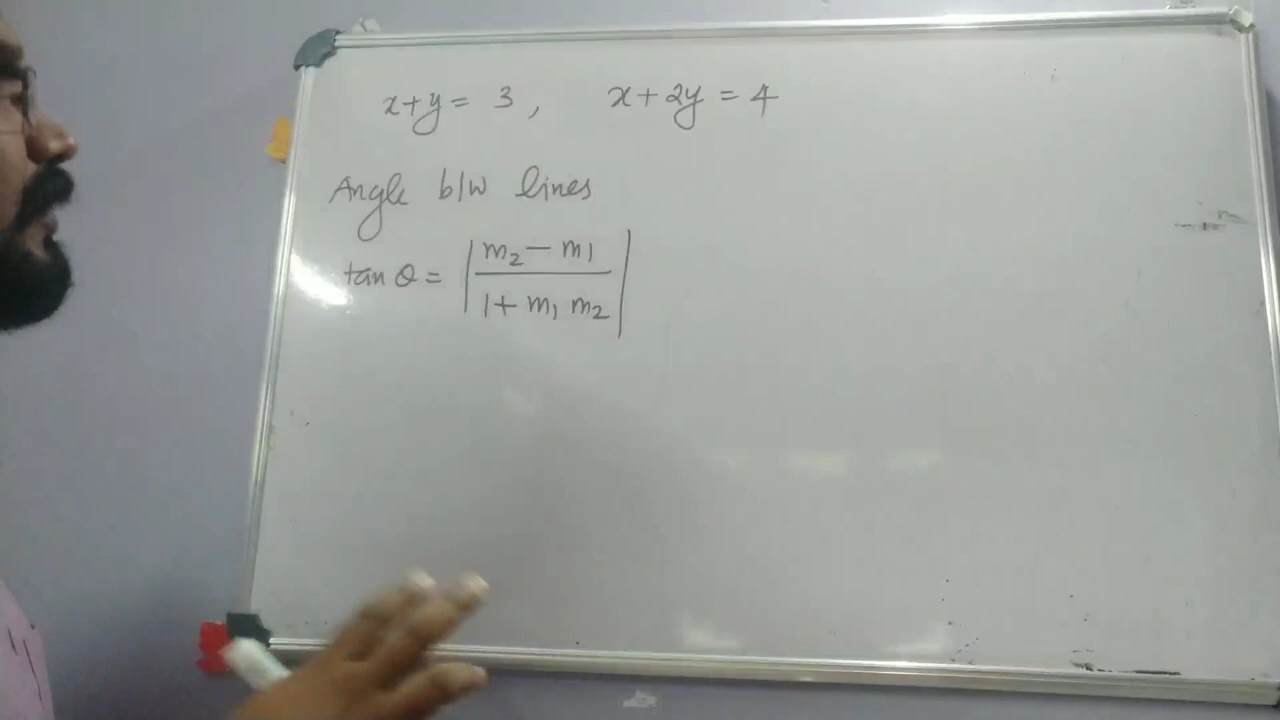 x+y = 3 , x + 2y = 4
Angle b/w lines
tan θ = | m₂ − m₁ / 1 + m₁ m₂ |